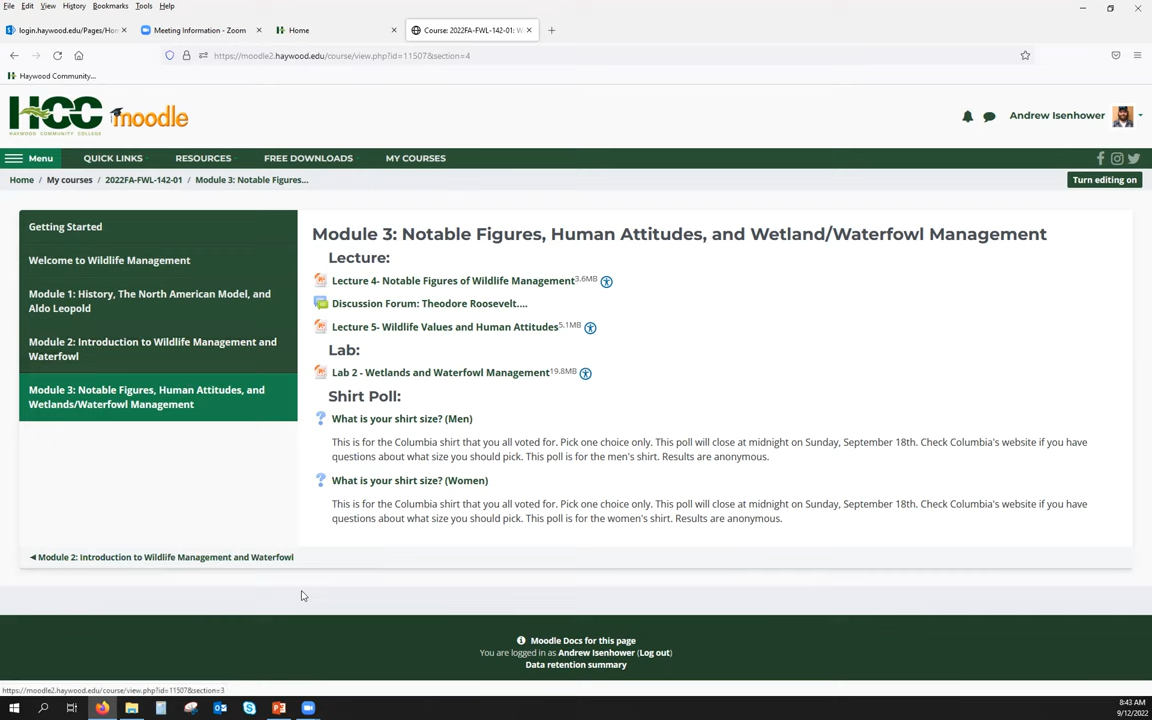 File Edit View History Bookmarks Tools Help
login.haywood.edu/Pages/Hom
Meeting Information - Zoom
Home
Course: 2022FA-FWL-142-01: W
https://moodle2.haywood.edu/course/view.php?id=11507&section=4
Haywood Community...
HCC moodle
HAYWOOD COMMUNITY COLLEGE
Andrew Isenhower
Menu QUICK LINKS RESOURCES FREE DOWNLOADS MY COURSES
Home / My courses / 2022FA-FWL-142-01 / Module 3: Notable Figures...
Turn editing on
Getting Started
Welcome to Wildlife Management
Module 1: History, The North American Model, and
Aldo Leopold
Module 2: Introduction to Wildlife Management and
Waterfowl
Module 3: Notable Figures, Human Attitudes, and
Wetlands/Waterfowl Management
Module 3: Notable Figures, Human Attitudes, and Wetland/Waterfowl Management
Lecture:
Lecture 4- Notable Figures of Wildlife Management 3.6MB
Discussion Forum: Theodore Roosevelt....
Lecture 5- Wildlife Values and Human Attitudes 5.1MB
Lab:
Lab 2 - Wetlands and Waterfowl Management 19.8MB
Shirt Poll:
What is your shirt size? (Men)
This is for the Columbia shirt that you all voted for. Pick one choice only. This poll will close at midnight on Sunday, September 18th. Check Columbia's website if you have
questions about what size you should pick. This poll is for the men's shirt. Results are anonymous.
What is your shirt size? (Women)
This is for the Columbia shirt that you all voted for. Pick one choice only. This poll will close at midnight on Sunday, September 18th. Check Columbia's website if you have
questions about what size you should pick. This poll is for the women's shirt. Results are anonymous.
◄ Module 2: Introduction to Wildlife Management and Waterfowl
Moodle Docs for this page
You are logged in as Andrew Isenhower (Log out)
Data retention summary
https://moodle2.haywood.edu/course/view.php?id=11507&section=3
8:43 AM
9/12/2022